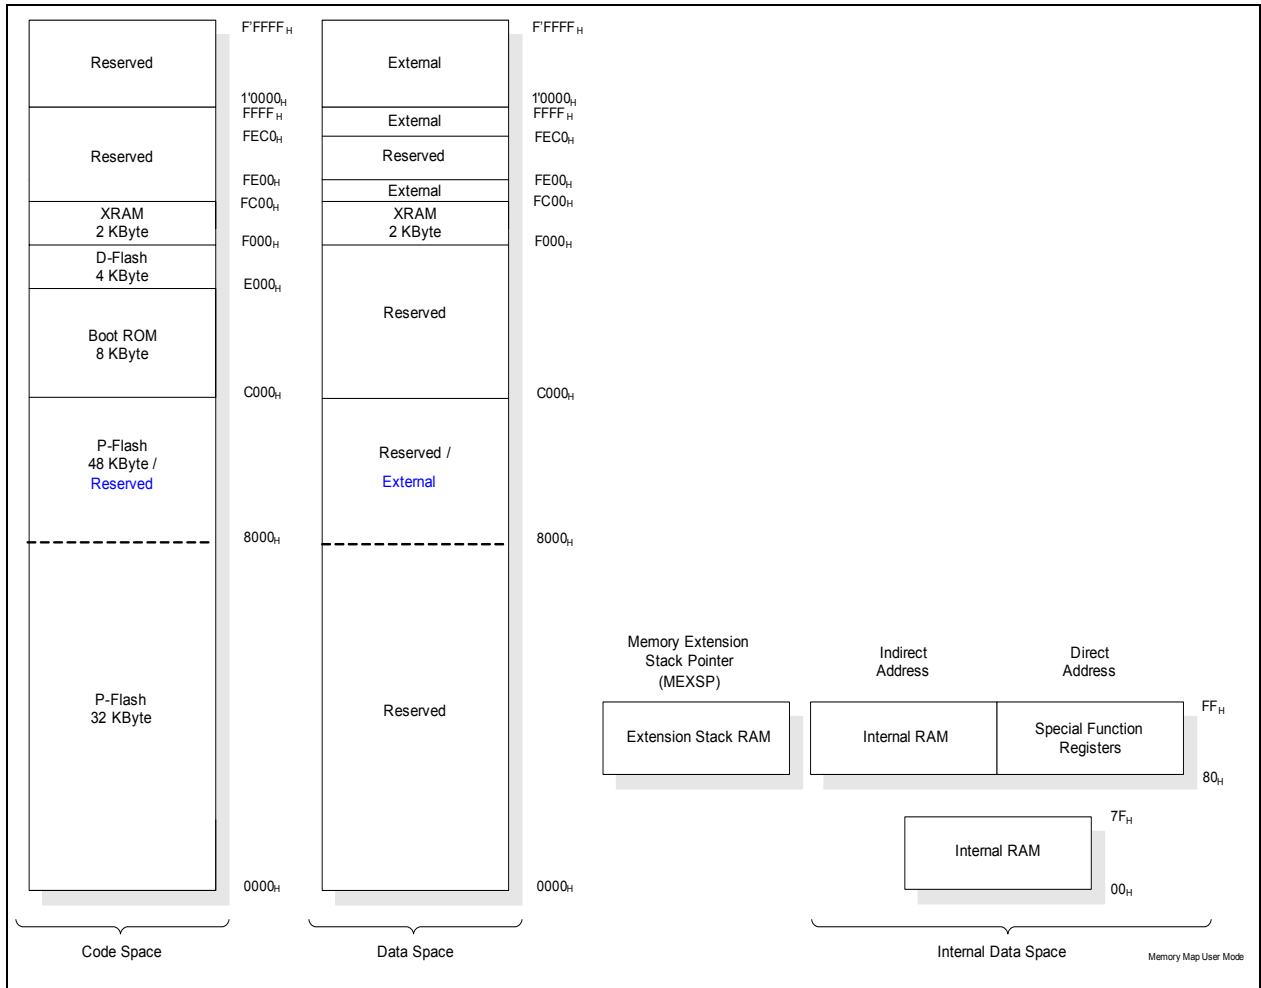 F'FFFFH
Reserved
1'0000H
FFFFH
FEC0H
Reserved
FE00H
FC00H
XRAM
2 KByte
F000H
D-Flash
4 KByte
E000H
Boot ROM
8 KByte
C000H
P-Flash
48 KByte /
Reserved
8000H
P-Flash
32 KByte
0000H
Code Space
F'FFFFH
External
1'0000H
FFFFH
External
FEC0H
Reserved
FE00H
External
FC00H
XRAM
2 KByte
F000H
Reserved
C000H
Reserved /
External
8000H
Reserved
0000H
Data Space
Memory Extension
Stack Pointer
(MEXSP)
Extension Stack RAM
Indirect
Address
Direct
Address
FFH
Internal RAM
Special Function
Registers
80H
7FH
Internal RAM
00H
Internal Data Space
Memory Map User Mode